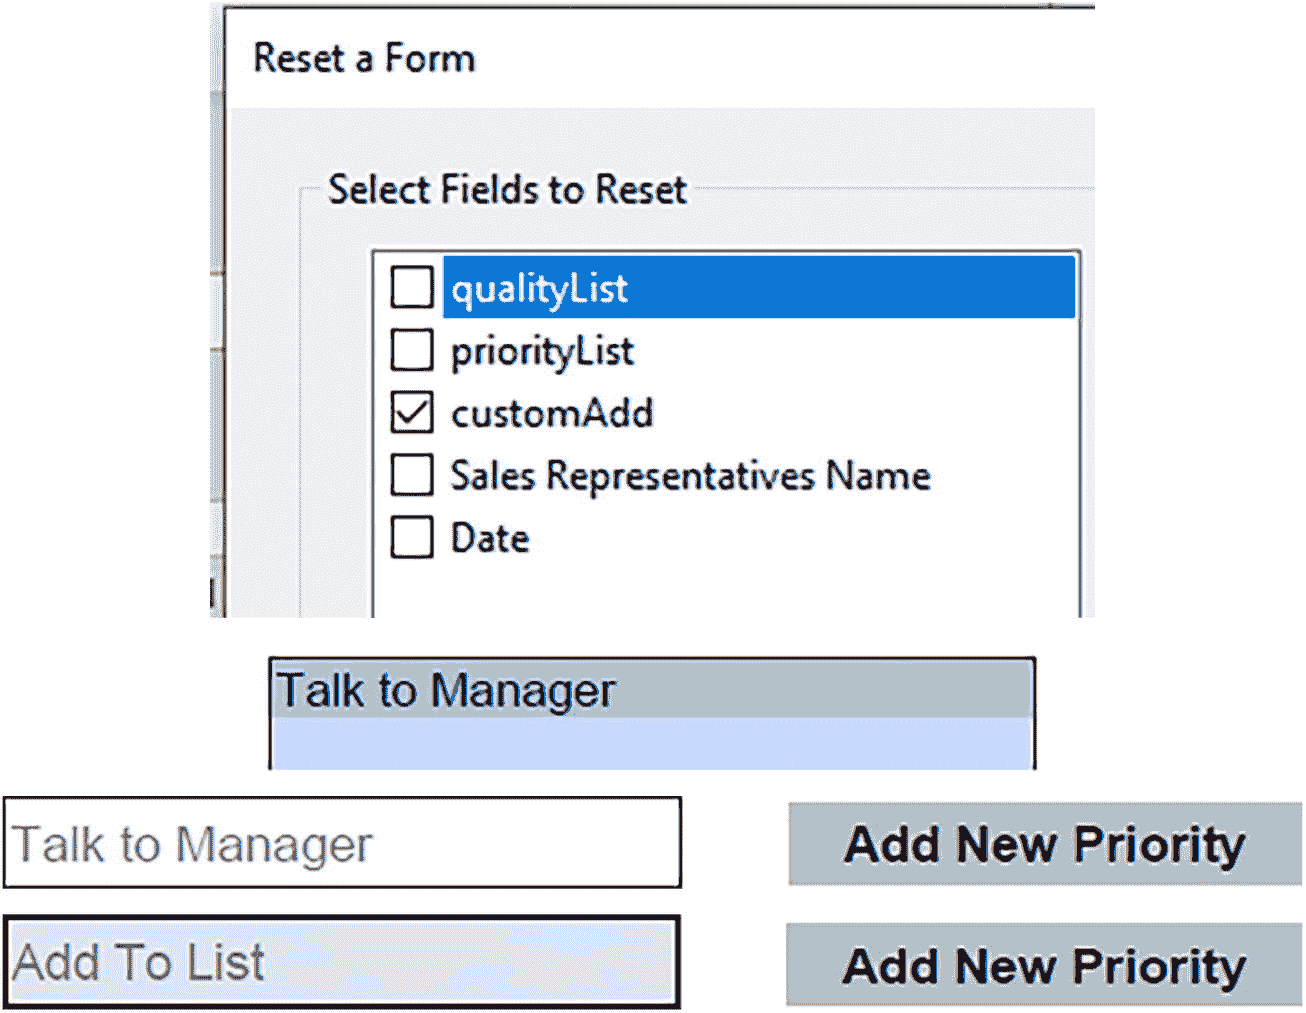 Reset a Form
Select Fields to Reset
qualityList
priorityList
customAdd
Sales Representatives Name
Date
Talk to Manager
Talk to Manager
Add New Priority
Add To List
Add New Priority